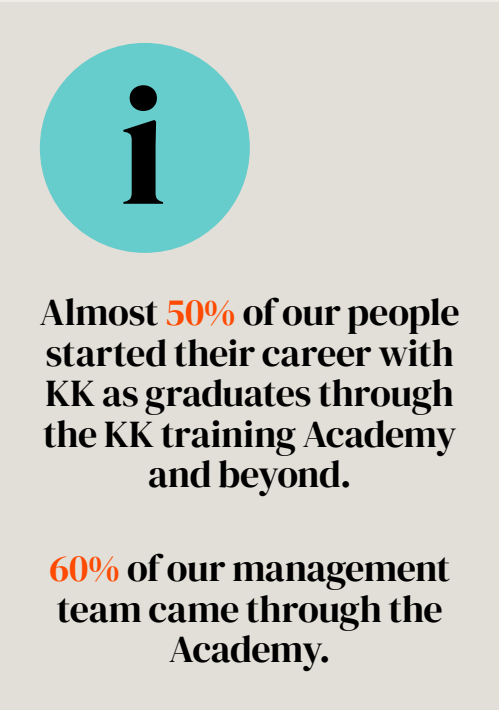 i
Almost 50% of our people
started their career with
KK as graduates through
the KK training Academy
and beyond.
60% of our management
team came through the
Academy.